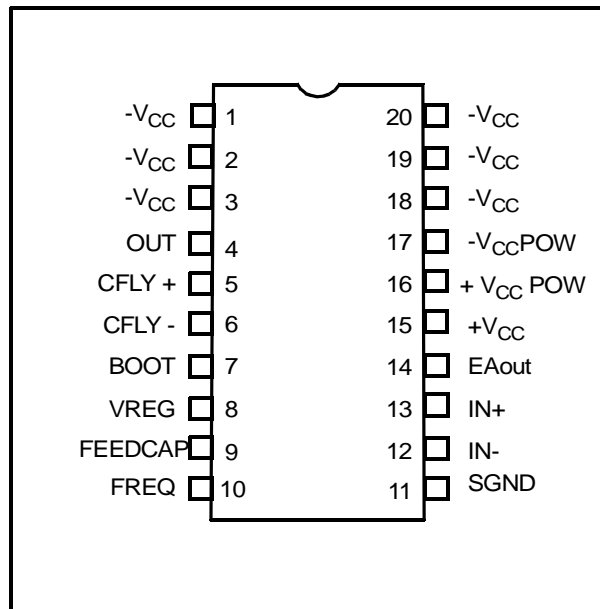 -VCC 1 20 -VCC
-VCC 2 19 -VCC
-VCC 3 18 -VCC
OUT 4 17 -VCCPOW
CFLY + 5 16 + VCC POW
CFLY - 6 15 +VCC
BOOT 7 14 EAout
VREG 8 13 IN+
FEEDCAP 9 12 IN-
FREQ 10 11 SGND